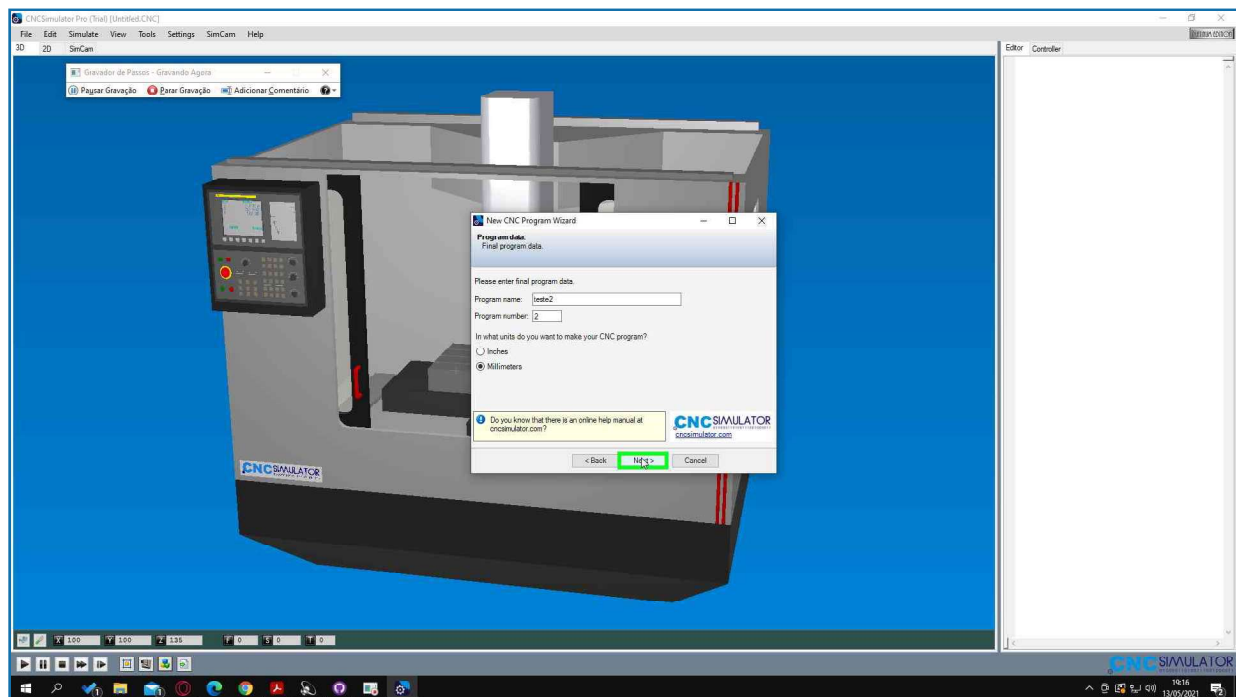 CNCSimulator Pro (Trial) [Untitled.CNC]
File Edit Simulate View Tools Settings SimCam Help
3D 2D SimCam
Editor Controller
Gravador de Passos - Gravando Agora
Pausar Gravação Parar Gravação Adicionar Comentário
New CNC Program Wizard
Program data.
Final program data.
Please enter final program data.
Program name: teste2
Program number: 2
In what units do you want to make your CNC program?
Inches
Millimeters
Do you know that there is an online help manual at
cncsimulator.com?
CNCSIMULATOR
cncsimulator.com
< Back Next > Cancel
CNCSIMULATOR
X 100 Y 100 Z 135 F 0 S 0 T 0
CNCSIMULATOR
19:16
13/05/2021